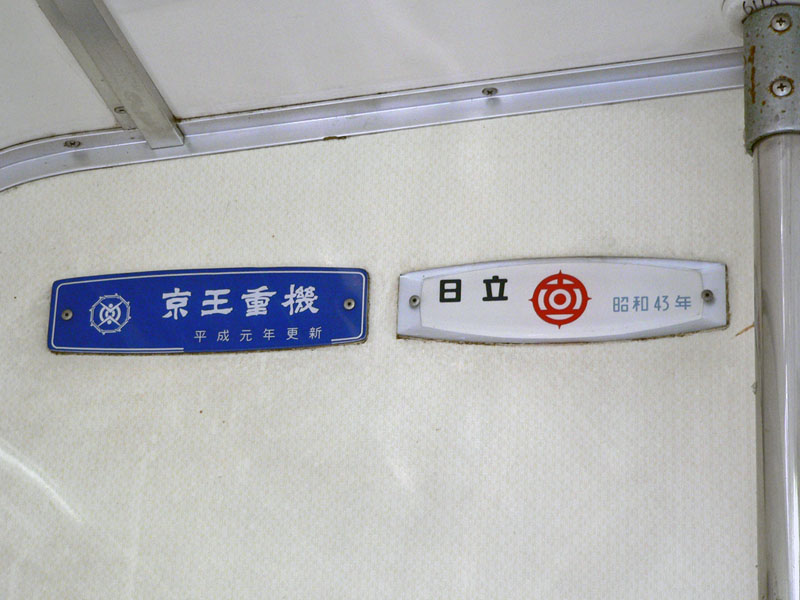 京王重機
平成元年更新
日立
昭和43年